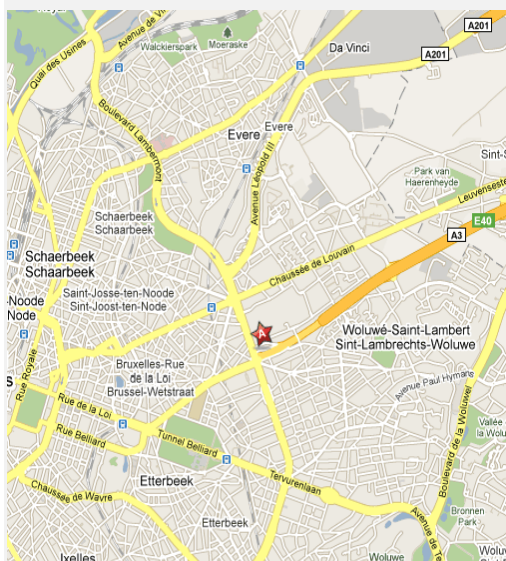 Avenue de Vi
Walckierspark
Moeraske
A201
Da Vinci
A201
Quai des Usines
Boulevard Lambermont
Evere
Evere
Avenue Léopold III
Sint-S
Park van
Haerenheyde
Leuvensestee
E40
A3
Schaerbeek
Schaarbeek
Schaerbeek
Schaarbeek
Chaussée de Louvain
-Noode
Node
Saint-Josse-ten-Noode
Sint-Joost-ten-Node
A
Woluwé-Saint-Lambert
Sint-Lambrechts-Woluwe
Rue Royale
Bruxelles-Rue
de la Loi
Brussel-Wetstraat
Avenue Paul Hymans
s
Rue de la Loi
Rue Belliard
Tunnel Belliard
Vallée
la Wolu
Boulevard de la Woluwel
Etterbeek
Tervurenlaan
Chaussée de Wavre
Etterbeek
Avenue de Te
Bronnen
Park
Ixelles
Woluwe
Woluw